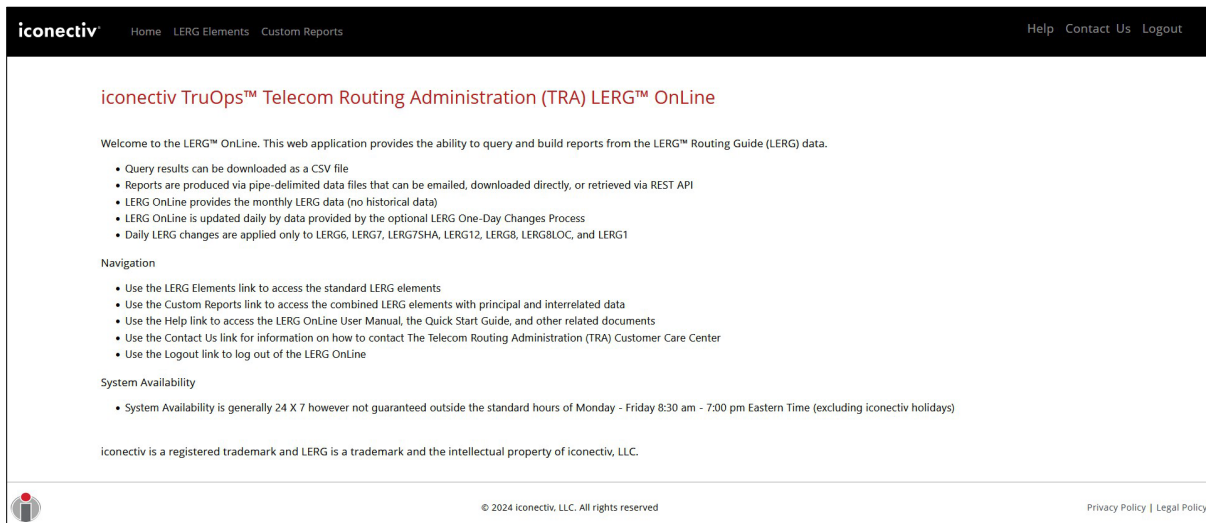 iconectiv
Home LERG Elements Custom Reports
Help Contact Us Logout
iconectiv TruOps™ Telecom Routing Administration (TRA) LERG™ OnLine
Welcome to the LERG™ OnLine. This web application provides the ability to query and build reports from the LERG™ Routing Guide (LERG) data.
• Query results can be downloaded as a CSV file
• Reports are produced via pipe-delimited data files that can be emailed, downloaded directly, or retrieved via REST API
• LERG OnLine provides the monthly LERG data (no historical data)
• LERG OnLine is updated daily by data provided by the optional LERG One-Day Changes Process
• Daily LERG changes are applied only to LERG6, LERG7, LERG7SHA, LERG12, LERG8, LERG8LOC, and LERG1
Navigation
• Use the LERG Elements link to access the standard LERG elements
• Use the Custom Reports link to access the combined LERG elements with principal and interrelated data
• Use the Help link to access the LERG OnLine User Manual, the Quick Start Guide, and other related documents
• Use the Contact Us link for information on how to contact The Telecom Routing Administration (TRA) Customer Care Center
• Use the Logout link to log out of the LERG OnLine
System Availability
• System Availability is generally 24 X 7 however not guaranteed outside the standard hours of Monday - Friday 8:30 am - 7:00 pm Eastern Time (excluding iconectiv holidays)
iconectiv is a registered trademark and LERG is a trademark and the intellectual property of iconectiv, LLC.
© 2024 iconectiv, LLC. All rights reserved
Privacy Policy | Legal Policy